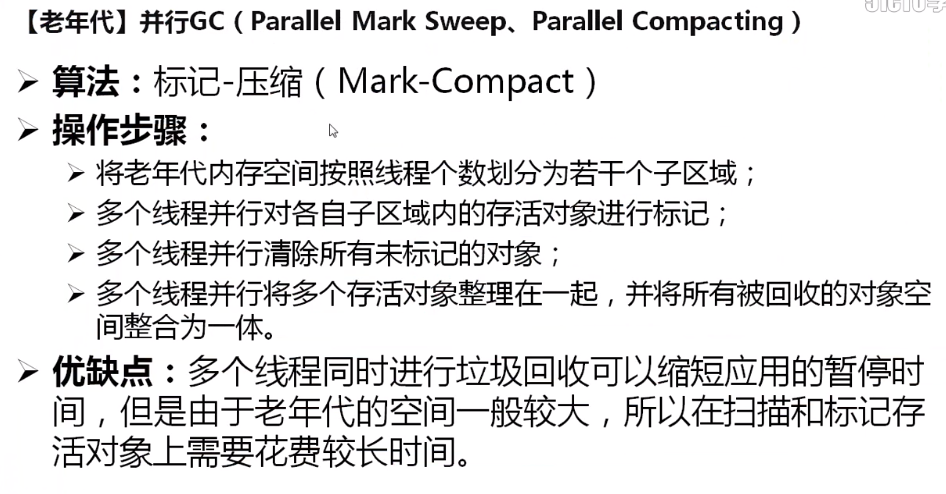 【老年代】并行GC（Parallel Mark Sweep、Parallel Compacting）
➢ 算法：标记-压缩（Mark-Compact）
➢ 操作步骤：
➢ 将老年代内存空间按照线程个数划分为若干个子区域；
➢ 多个线程并行对各自子区域内的存活对象进行标记；
➢ 多个线程并行清除所有未标记的对象；
➢ 多个线程并行将多个存活对象整理在一起，并将所有被回收的对象空
间整合为一体。
➢ 优缺点：多个线程同时进行垃圾回收可以缩短应用的暂停时
间，但是由于老年代的空间一般较大，所以在扫描和标记存
活对象上需要花费较长时间。